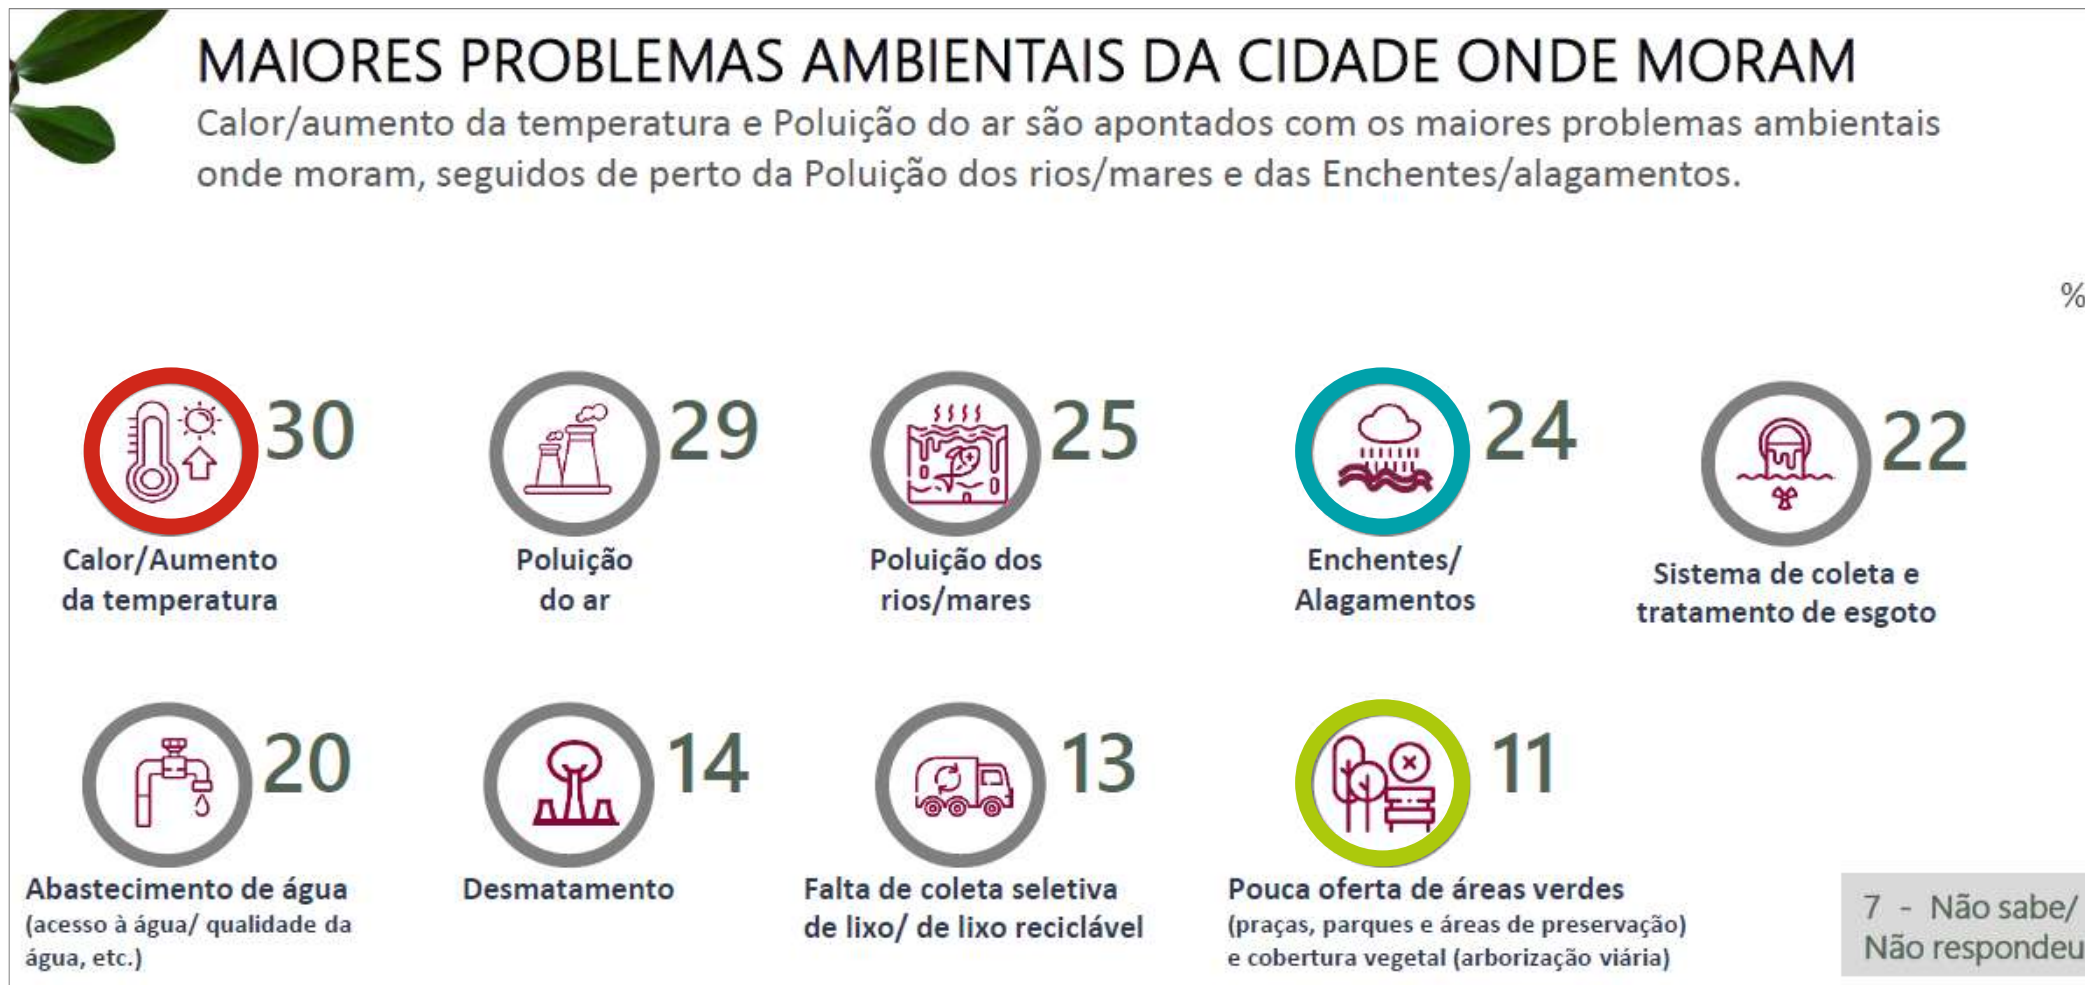 MAIORES PROBLEMAS AMBIENTAIS DA CIDADE ONDE MORAM
Calor/aumento da temperatura e Poluição do ar são apontados com os maiores problemas ambientais
onde moram, seguidos de perto da Poluição dos rios/mares e das Enchentes/alagamentos.
%
30
Calor/Aumento
da temperatura
29
Poluição
do ar
25
Poluição dos
rios/mares
24
Enchentes/
Alagamentos
22
Sistema de coleta e
tratamento de esgoto
20
Abastecimento de água
(acesso à água/ qualidade da
água, etc.)
14
Desmatamento
13
Falta de coleta seletiva
de lixo/ de lixo reciclável
11
Pouca oferta de áreas verdes
(praças, parques e áreas de preservação)
e cobertura vegetal (arborização viária)
7 - Não sabe/
Não respondeu